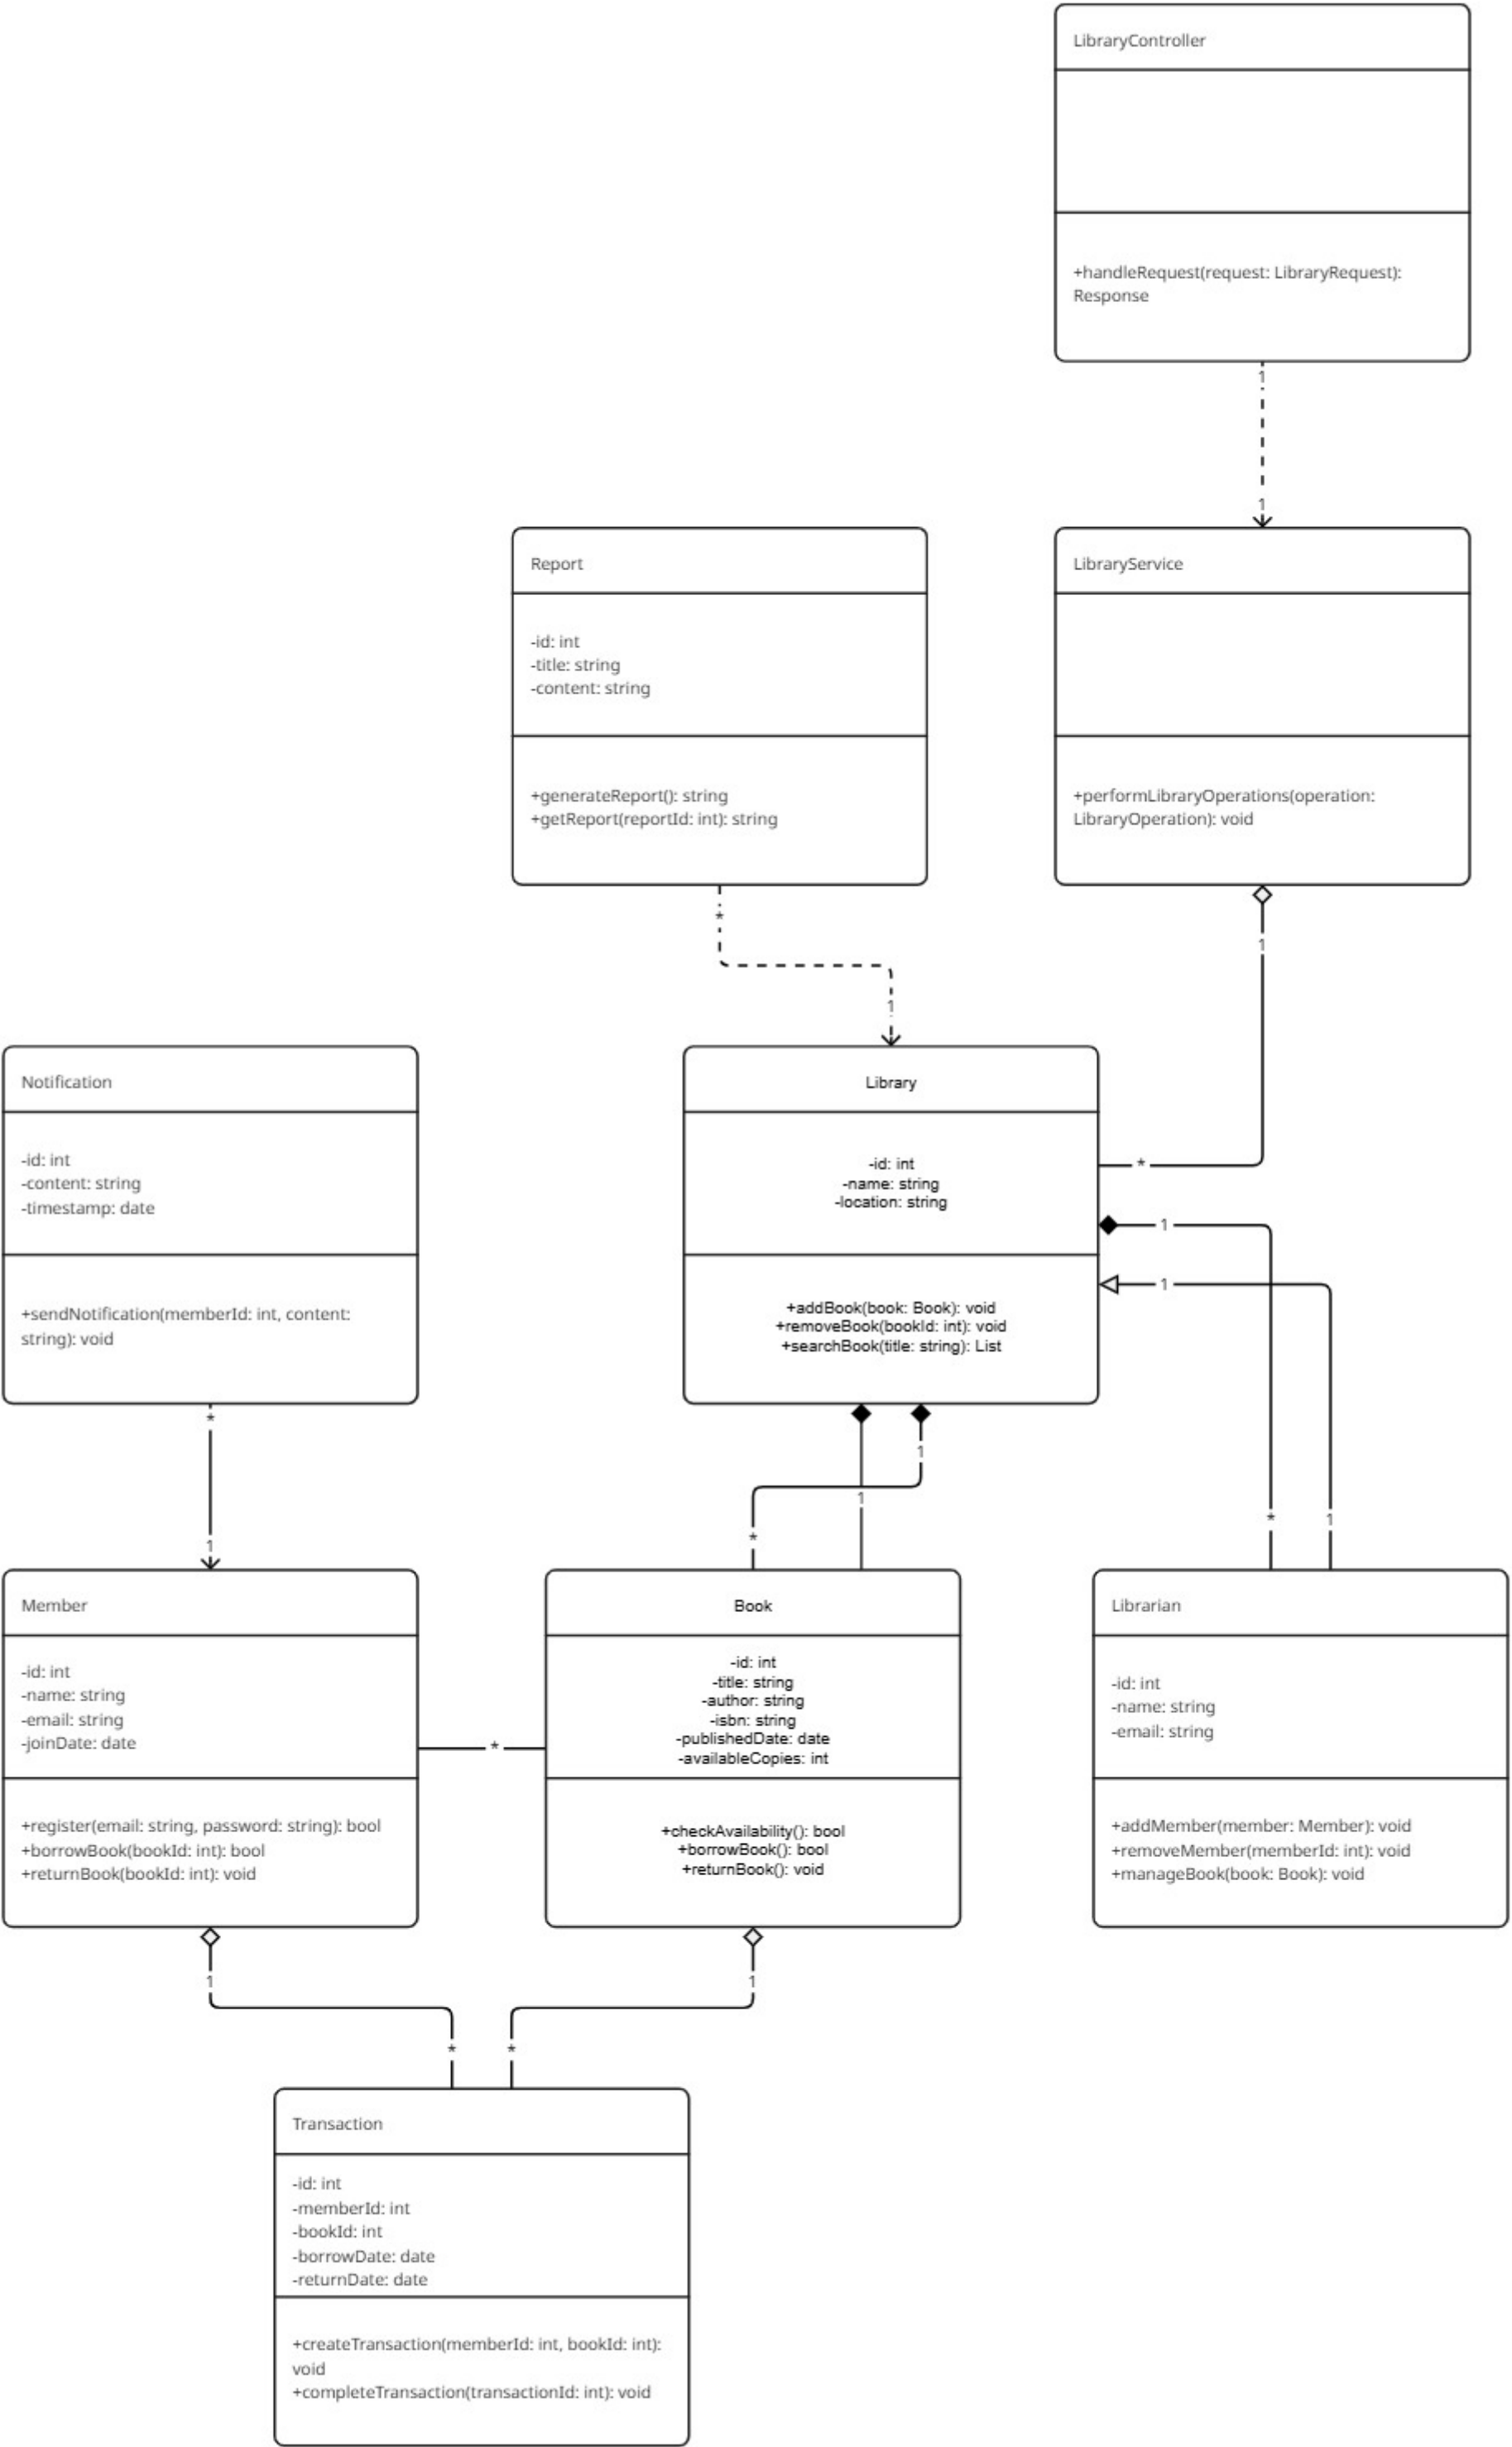 LibraryController
+handleRequest(request: LibraryRequest):
Response
1
1
Report
-id: int
-title: string
-content: string
+generateReport(): string
+getReport(reportId: int): string
LibraryService
+performLibraryOperations(operation:
LibraryOperation): void
*
1
1
*
Notification
-id: int
-content: string
-timestamp: date
+sendNotification(memberId: int, content:
string): void
Library
-id: int
-name: string
-location: string
+addBook(book: Book): void
+removeBook(bookId: int): void
+searchBook(title: string): List
1
1
*
1
1
1
*
*
1
Member
-id: int
-name: string
-email: string
-joinDate: date
+register(email: string, password: string): bool
+borrowBook(bookId: int): bool
+returnBook(bookId: int): void
*
Book
-id: int
-title: string
-author: string
-isbn: string
-publishedDate: date
-availableCopies: int
+checkAvailability(): bool
+borrowBook(): bool
+returnBook(): void
Librarian
-id: int
-name: string
-email: string
+addMember(member: Member): void
+removeMember(memberId: int): void
+manageBook(book: Book): void
1
1
*
*
Transaction
-id: int
-memberId: int
-bookId: int
-borrowDate: date
-returnDate: date
+createTransaction(memberId: int, bookId: int):
void
+completeTransaction(transactionId: int): void